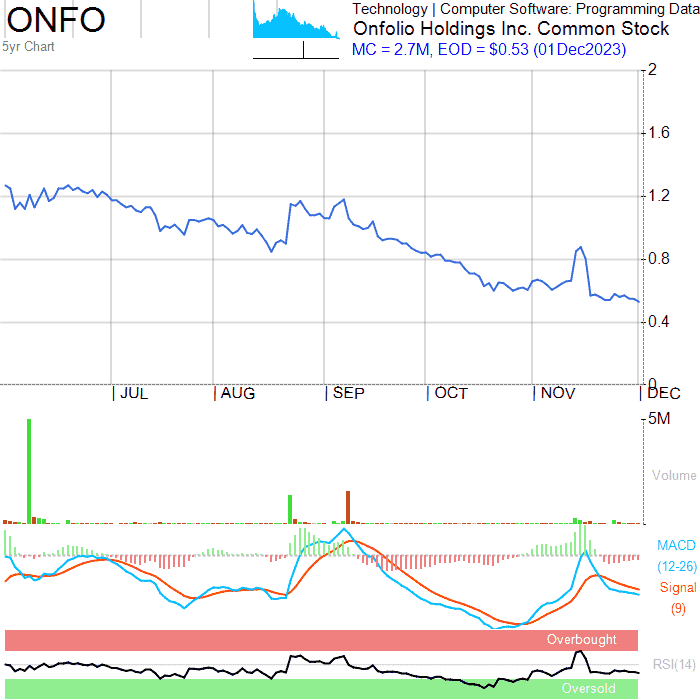 ONFO
5yr Chart
Technology | Computer Software: Programming Data
Onfolio Holdings Inc. Common Stock
MC = 2.7M, EOD = $0.53 (01Dec2023)
2
1.6
1.2
0.8
0.4
0
JUL
AUG
SEP
OCT
NOV
DEC
5M
Volume
MACD
(12-26)
Signal
(9)
Overbought
RSI(14)
Oversold